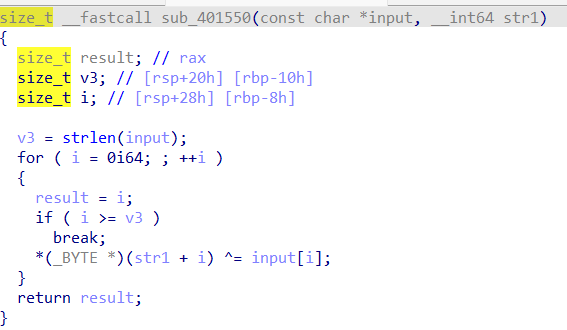 size_t __fastcall sub_401550(const char *input, __int64 str1)
{
size_t result; // rax
size_t v3; // [rsp+20h] [rbp-10h]
size_t i; // [rsp+28h] [rbp-8h]
v3 = strlen(input);
for ( i = 0i64; ; ++i )
{
result = i;
if ( i >= v3 )
break;
*(_BYTE *)(str1 + i) ^= input[i];
}
return result;
}